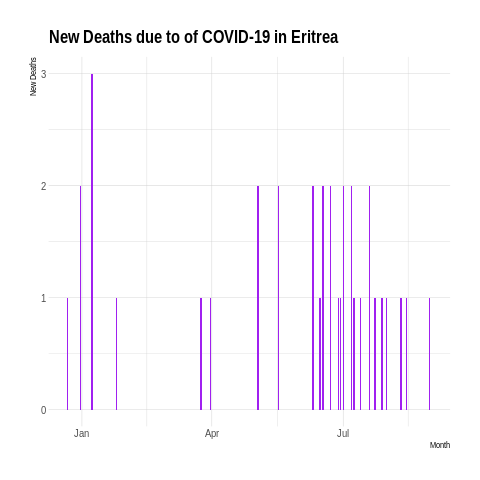 New Deaths due to of COVID-19 in Eritrea
New Deaths
3
2
1
0
Jan Apr Jul
Month